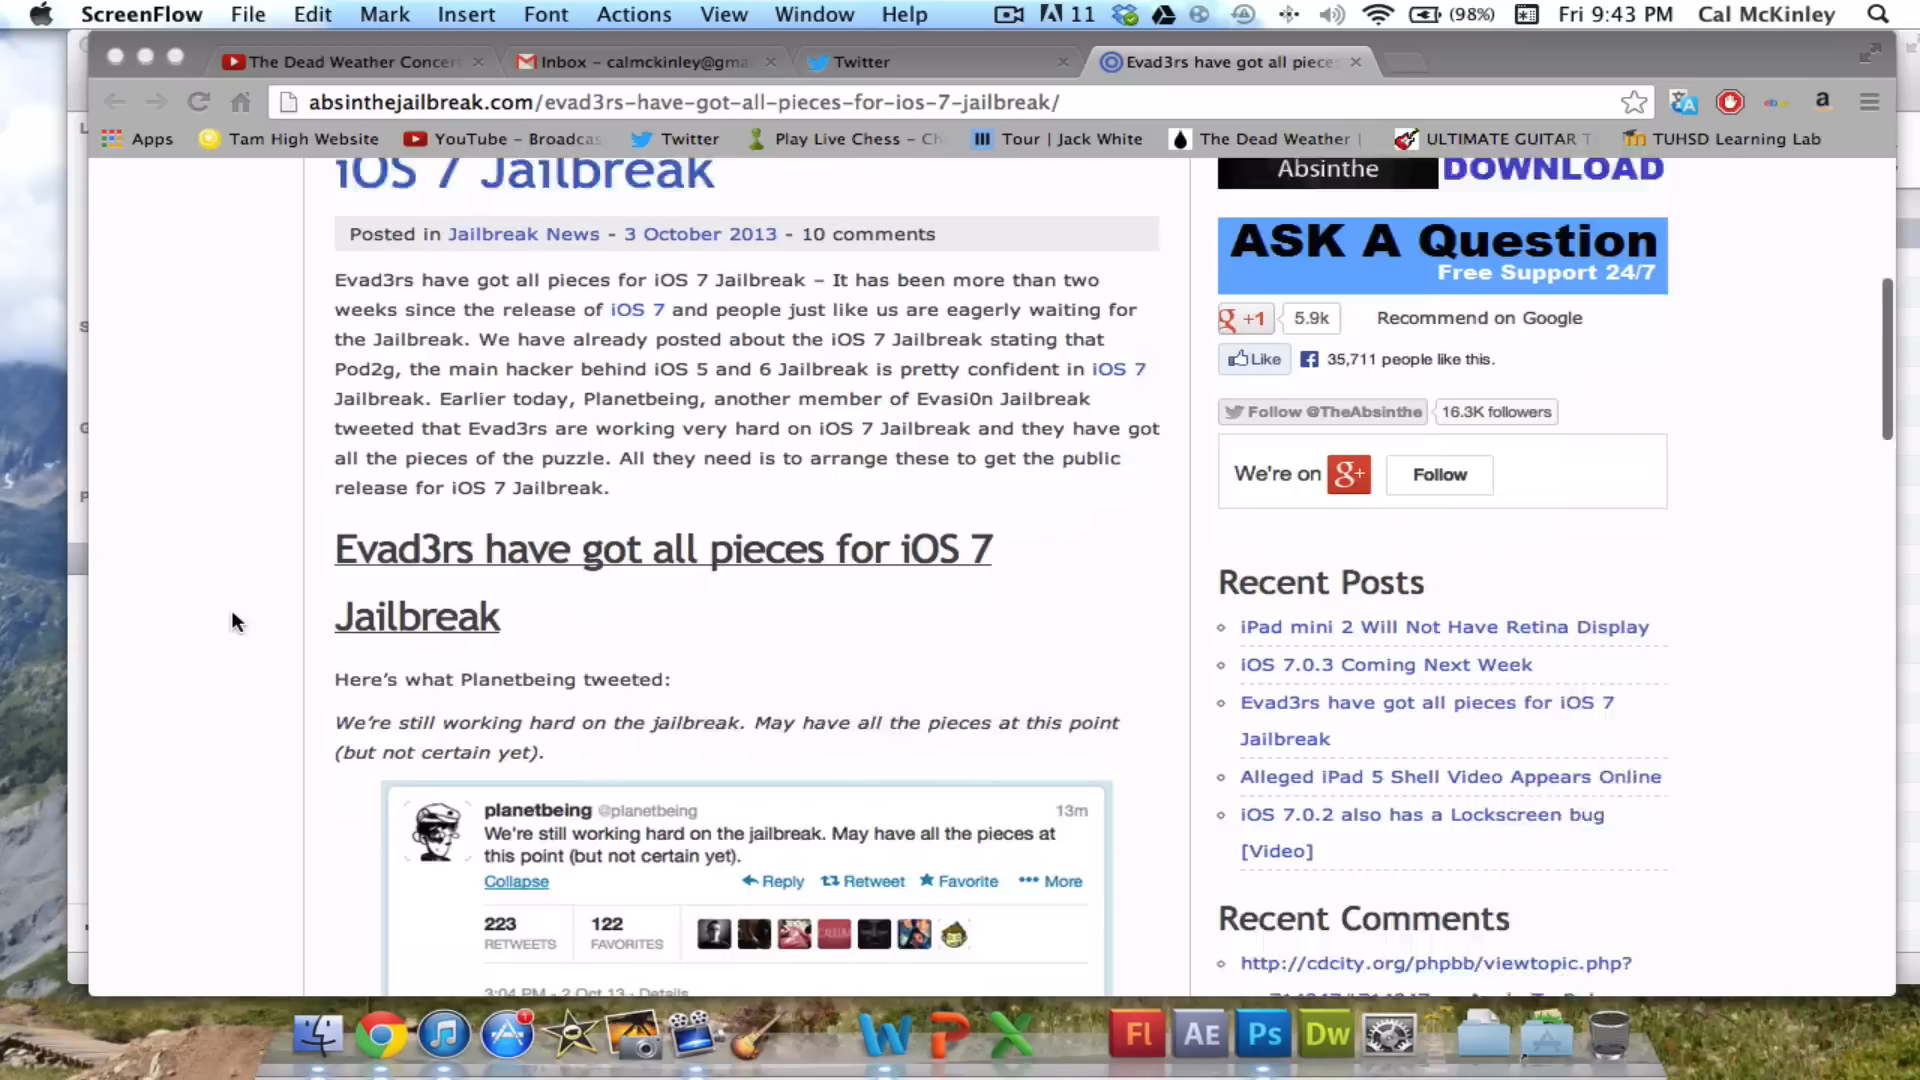 ScreenFlow File Edit Mark Insert Font Actions View Window Help 11 (98%) Fri 9:43 PM Cal McKinley
The Dead Weather Concer Inbox – calmckinley@gma Twitter Evad3rs have got all piece
absinthejailbreak.com/evad3rs-have-got-all-pieces-for-ios-7-jailbreak/
Apps Tam High Website YouTube – Broadcas Twitter Play Live Chess – Ch Tour | Jack White The Dead Weather | ULTIMATE GUITAR T TUHSD Learning Lab
iOS 7 Jailbreak
Posted in Jailbreak News - 3 October 2013 - 10 comments
Evad3rs have got all pieces for iOS 7 Jailbreak – It has been more than two
weeks since the release of iOS 7 and people just like us are eagerly waiting for
the Jailbreak. We have already posted about the iOS 7 Jailbreak stating that
Pod2g, the main hacker behind iOS 5 and 6 Jailbreak is pretty confident in iOS 7
Jailbreak. Earlier today, Planetbeing, another member of Evasi0n Jailbreak
tweeted that Evad3rs are working very hard on iOS 7 Jailbreak and they have got
all the pieces of the puzzle. All they need is to arrange these to get the public
release for iOS 7 Jailbreak.
Evad3rs have got all pieces for iOS 7
Jailbreak
Here's what Planetbeing tweeted:
We're still working hard on the jailbreak. May have all the pieces at this point
(but not certain yet).
planetbeing @planetbeing 13m
We're still working hard on the jailbreak. May have all the pieces at
this point (but not certain yet).
Collapse Reply Retweet Favorite More
223 122
RETWEETS FAVORITES
3:04 PM - 2 Oct 13 · Details
Absinthe DOWNLOAD
ASK A Question
Free Support 24/7
+1 5.9k Recommend on Google
Like 35,711 people like this.
Follow @TheAbsinthe 16.3K followers
We're on g+ Follow
Recent Posts
iPad mini 2 Will Not Have Retina Display
iOS 7.0.3 Coming Next Week
Evad3rs have got all pieces for iOS 7
Jailbreak
Alleged iPad 5 Shell Video Appears Online
iOS 7.0.2 also has a Lockscreen bug
[Video]
Recent Comments
http://cdcity.org/phpbb/viewtopic.php?
1
W P X Fl Ae Ps Dw